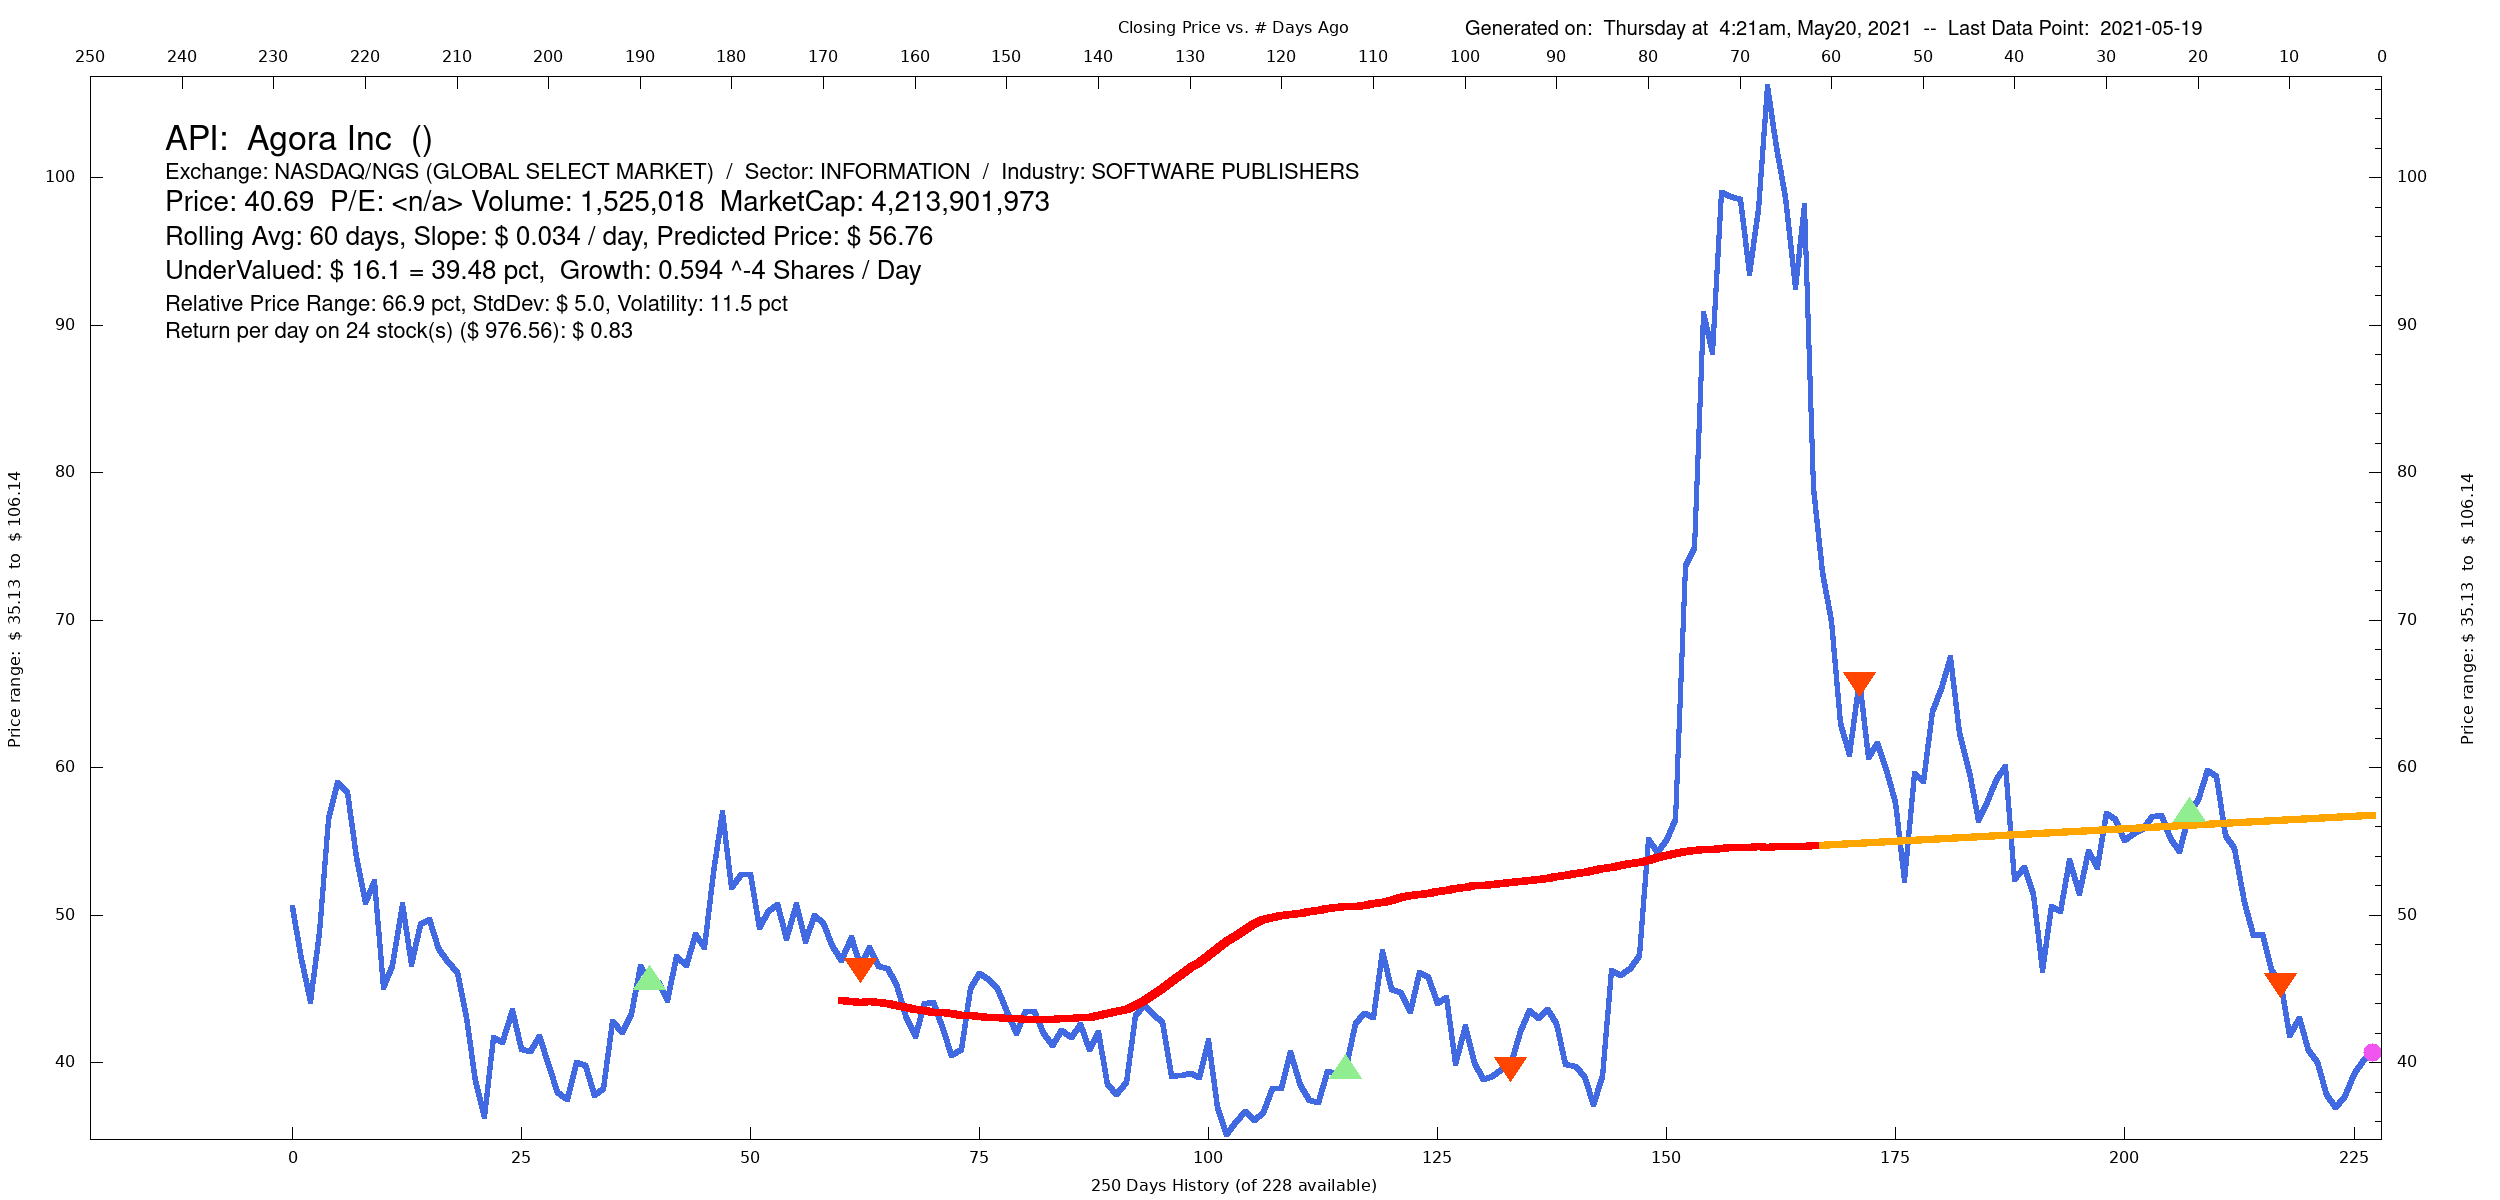 Closing Price vs. # Days Ago
Generated on:  Thursday at  4:21am, May20, 2021  --  Last Data Point:  2021-05-19
250 240 230 220 210 200 190 180 170 160 150 140 130 120 110 100 90 80 70 60 50 40 30 20 10 0
API:  Agora Inc  ()
Exchange: NASDAQ/NGS (GLOBAL SELECT MARKET)  /  Sector: INFORMATION  /  Industry: SOFTWARE PUBLISHERS
Price: 40.69  P/E: <n/a> Volume: 1,525,018  MarketCap: 4,213,901,973
Rolling Avg: 60 days, Slope: $ 0.034 / day, Predicted Price: $ 56.76
UnderValued: $ 16.1 = 39.48 pct,  Growth: 0.594 ^-4 Shares / Day
Relative Price Range: 66.9 pct, StdDev: $ 5.0, Volatility: 11.5 pct
Return per day on 24 stock(s) ($ 976.56): $ 0.83
100 100
90 90
80 80
70 70
60 60
50 50
40 40
Price range:  $ 35.13  to  $ 106.14
Price range: $ 35.13  to  $ 106.14
0 25 50 75 100 125 150 175 200 225
250 Days History (of 228 available)